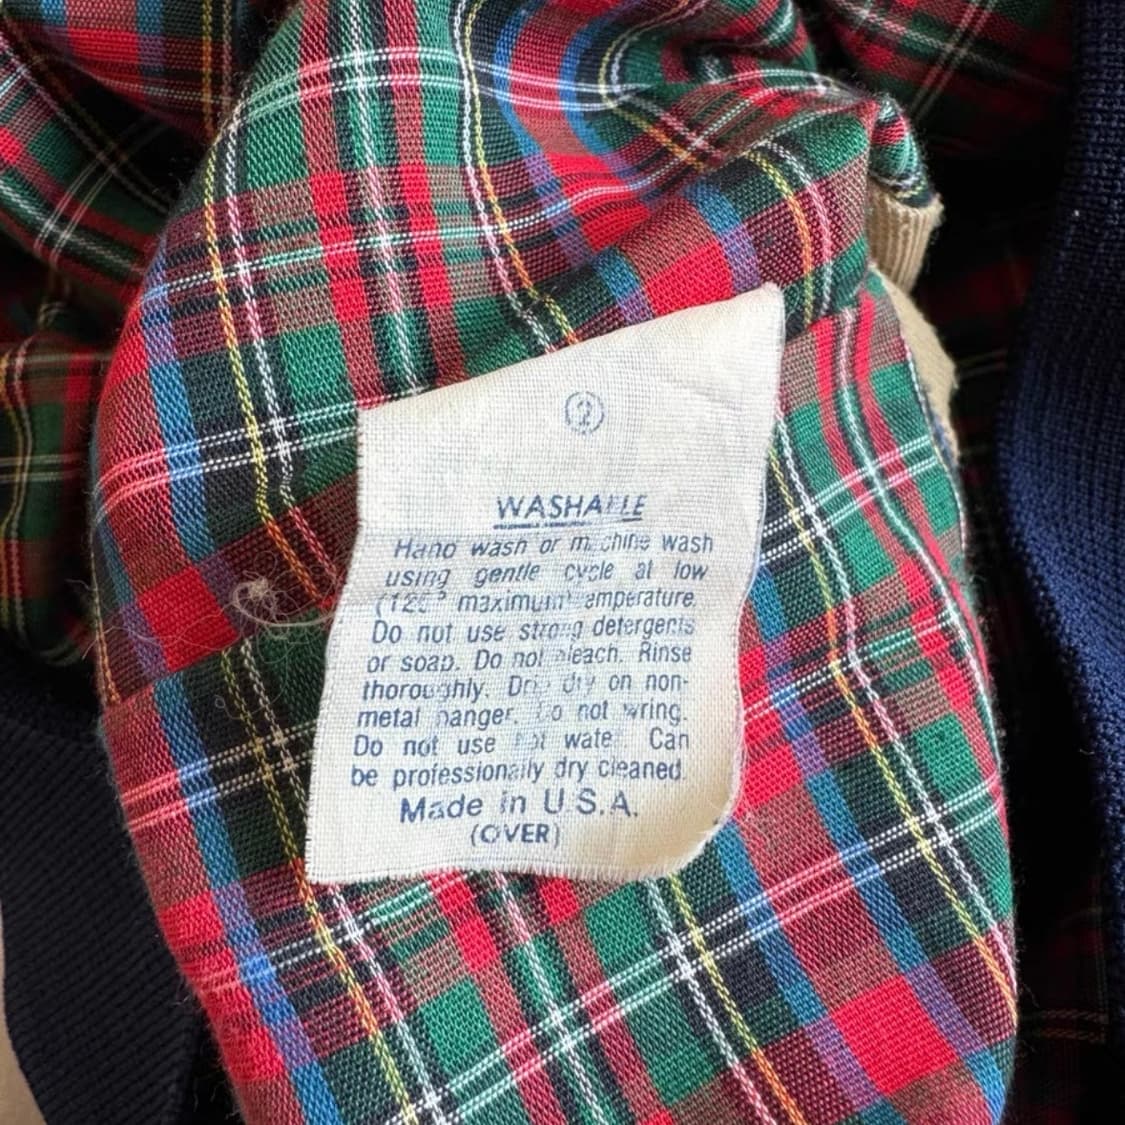 2
WASHABLE
Hand wash or machine wash
using gentle cycle at low
(120° maximum) temperature.
Do not use strong detergents
or soap. Do not bleach. Rinse
thoroughly. Drip dry on non-
metal hanger. Do not wring.
Do not use hot water. Can
be professionally dry cleaned.
Made in U.S.A.
(OVER)